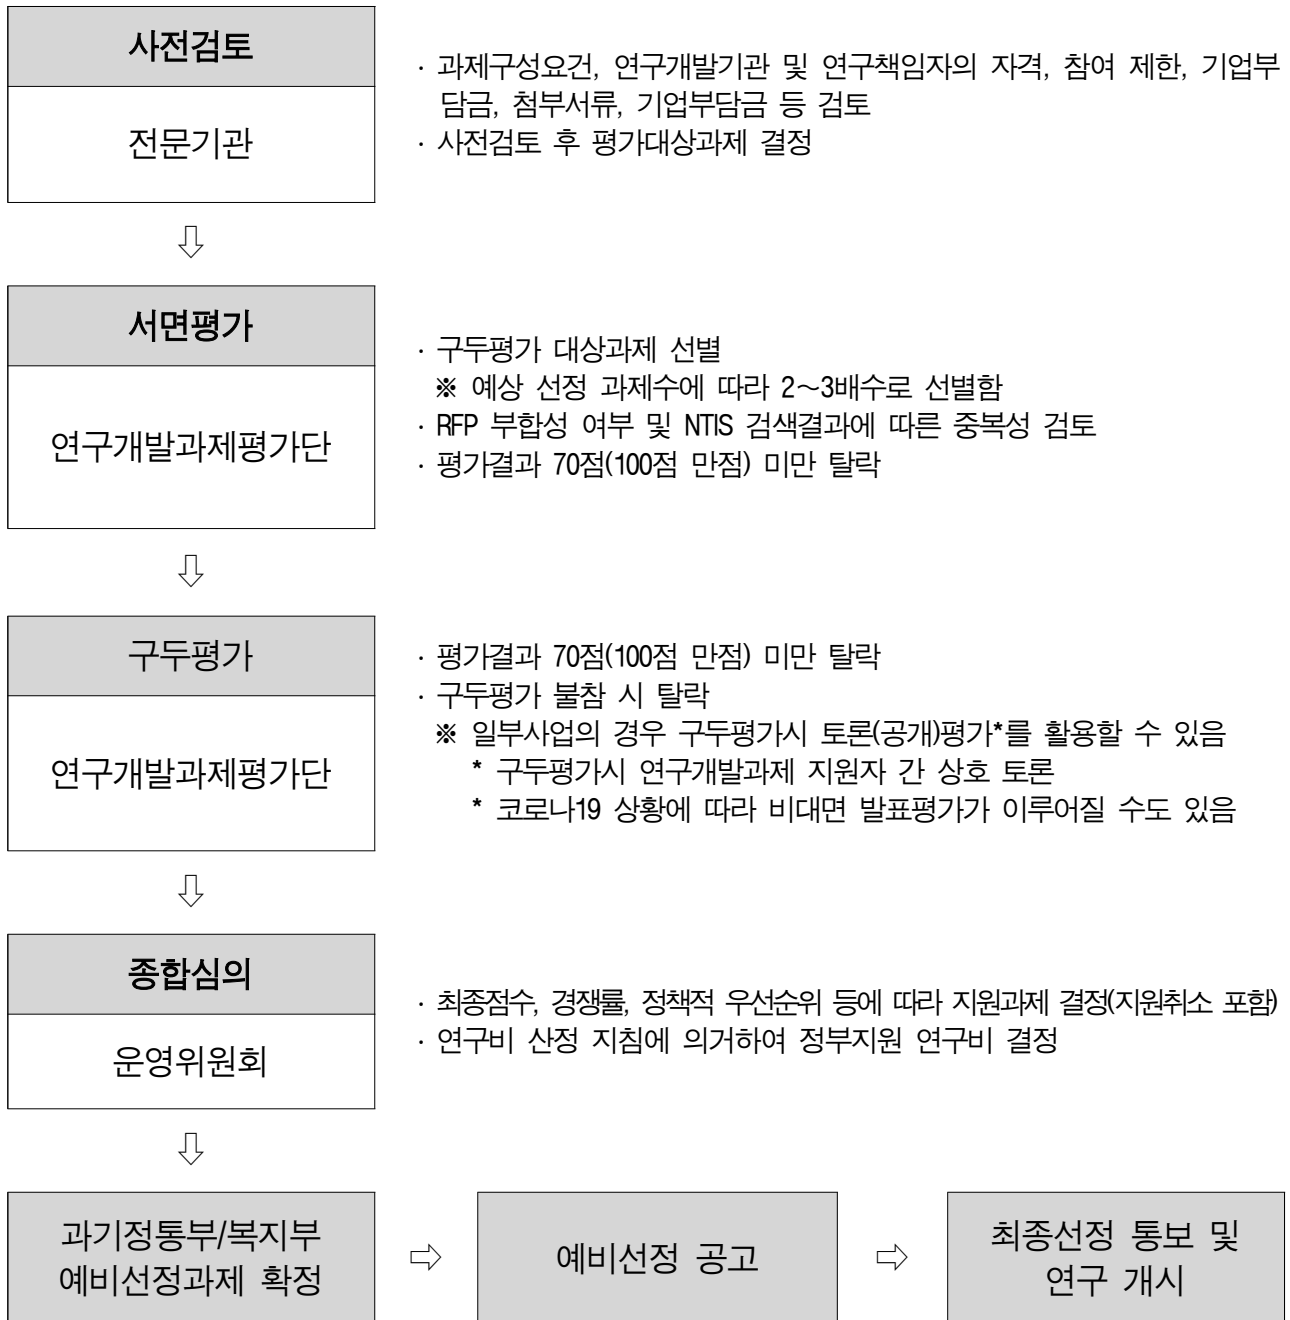 사전검토
전문기관
· 과제구성요건, 연구개발기관 및 연구책임자의 자격, 참여 제한, 기업부
담금, 첨부서류, 기업부담금 등 검토
· 사전검토 후 평가대상과제 결정
⇩
서면평가
연구개발과제평가단
· 구두평가 대상과제 선별
※ 예상 선정 과제수에 따라 2~3배수로 선별함
· RFP 부합성 여부 및 NTIS 검색결과에 따른 중복성 검토
· 평가결과 70점(100점 만점) 미만 탈락
⇩
구두평가
연구개발과제평가단
· 평가결과 70점(100점 만점) 미만 탈락
· 구두평가 불참 시 탈락
※ 일부사업의 경우 구두평가시 토론(공개)평가*를 활용할 수 있음
* 구두평가시 연구개발과제 지원자 간 상호 토론
* 코로나19 상황에 따라 비대면 발표평가가 이루어질 수도 있음
⇩
종합심의
운영위원회
· 최종점수, 경쟁률, 정책적 우선순위 등에 따라 지원과제 결정(지원취소 포함)
· 연구비 산정 지침에 의거하여 정부지원 연구비 결정
⇩
과기정통부/복지부
예비선정과제 확정
⇨
예비선정 공고
⇨
최종선정 통보 및
연구 개시